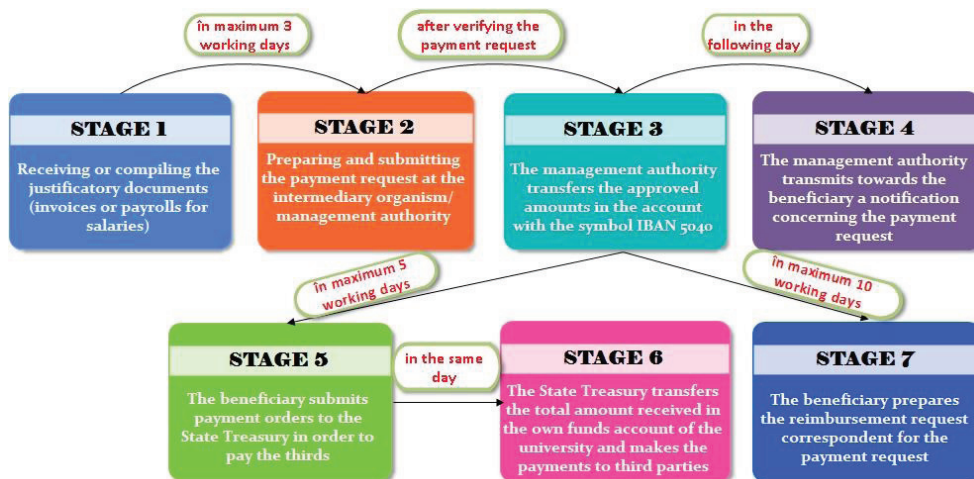 în maximum 3
working days
after verifying the
payment request
in the
following day
STAGE 1
Receiving or compiling the
justificatory documents
(invoices or payrolls for
salaries)
STAGE 2
Preparing and submitting
the payment request at the
intermediary organism/
management authority
STAGE 3
The management authority
transfers the approved
amounts in the account
with the symbol IBAN 5040
STAGE 4
The management authority
transmits towards the
beneficiary a notification
concerning the payment
request
în maximum 5
working days
în maximum 10
working days
STAGE 5
The beneficiary submits
payment orders to the
State Treasury in order to
pay the thirds
in the same
day
STAGE 6
The State Treasury transfers
the total amount received in
the own funds account of
the university and makes the
payments to third parties
STAGE 7
The beneficiary prepares
the reimbursement request
correspondent for the
payment request